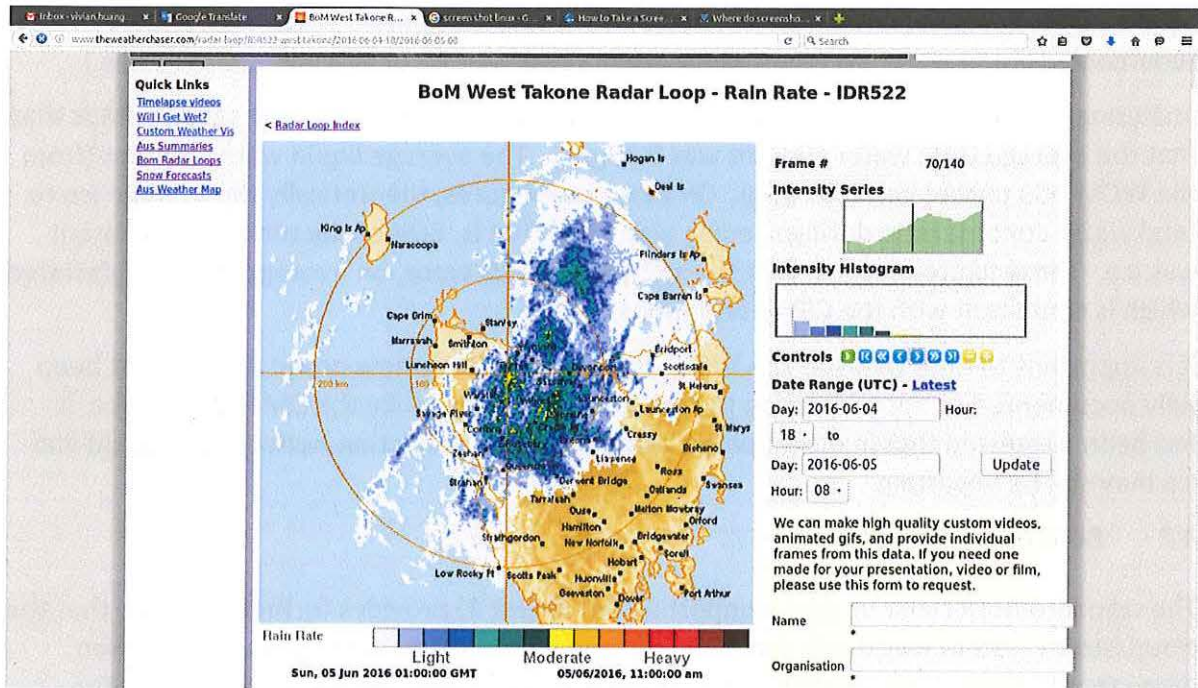 Inbox - vivian.huang...
Google Translate
BoM West Takone R...
screen shot linux - G...
How to Take a Scree...
Where do screensho...
www.theweatherchaser.com/radar-loop/IDR522-west-takone/2016-06-04-18/2016-06-05-08
Search
Quick Links
Timelapse videos
Will I Get Wet?
Custom Weather Vis
Aus Summaries
Bom Radar Loops
Snow Forecasts
Aus Weather Map
BoM West Takone Radar Loop - Rain Rate - IDR522
< Radar Loop Index
Hogan Is
Deal Is
King Is Ap
Naracoopa
Flinders Is Ap
Cape Barren Is
Cape Grim
Stanley
Marrawah
Smithton
Bridport
Luncheon Hill
Devonport
Scottsdale
200 km
100
St Helens
Launceston
Savage River
Launceston Ap
St Marys
Cressy
Bicheno
Zeehan
Liapenee
Strahan
Ross
Swansea
Derwent Bridge
Tarraleah
Oatlands
Ouse
Melton Mowbray
Hamilton
Orford
Strathgordon
New Norfolk
Bridgewater
Sorell
Hobart
Low Rocky Pt
Scotts Peak
Huonville
Geeveston
Port Arthur
Dover
Rain Rate
Light
Moderate
Heavy
Sun, 05 Jun 2016 01:00:00 GMT
05/06/2016, 11:00:00 am
Frame #
70/140
Intensity Series
Intensity Histogram
Controls
Date Range (UTC) - Latest
Day: 2016-06-04 Hour:
18 to
Day: 2016-06-05 Update
Hour: 08
We can make high quality custom videos,
animated gifs, and provide individual
frames from this data. If you need one
made for your presentation, video or film,
please use this form to request.
Name
*
Organisation
*